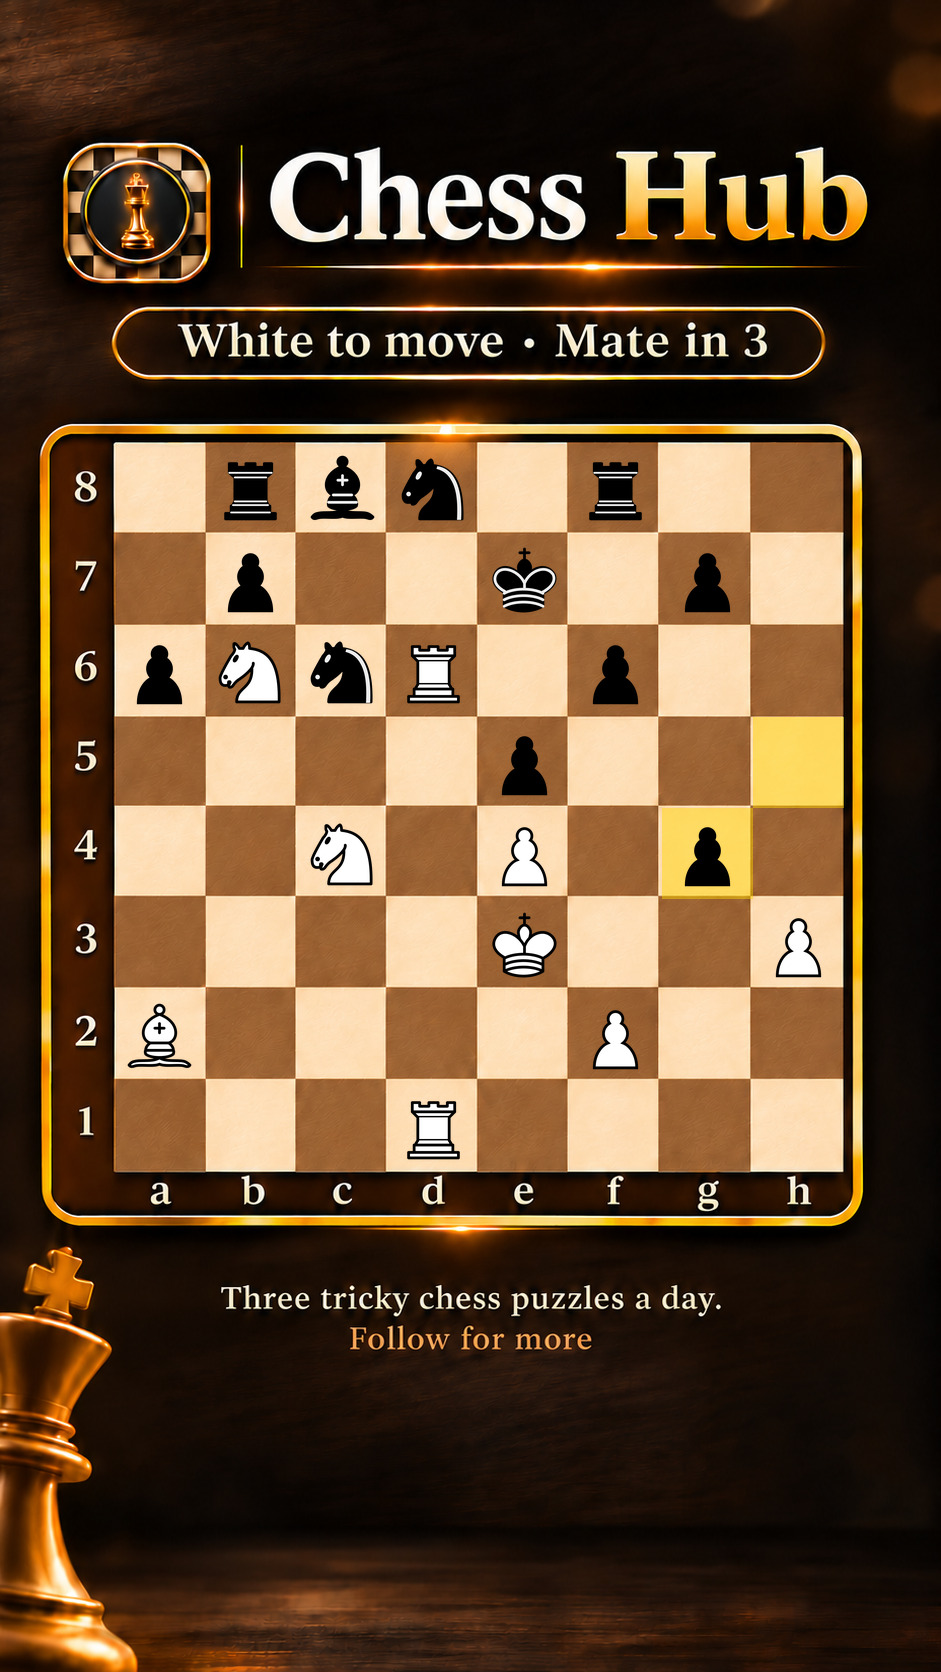 Chess Hub
White to move • Mate in 3
8
7
6
5
4
3
2
1
a b c d e f g h
Three tricky chess puzzles a day.
Follow for more